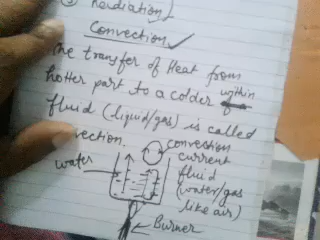 Radiation)
Convection
The transfer of Heat from
hotter part to a colder within
of
fluid (liquid/gas) is called
convection.
convection
current
water
fluid
(water/gas
like air)
Burner